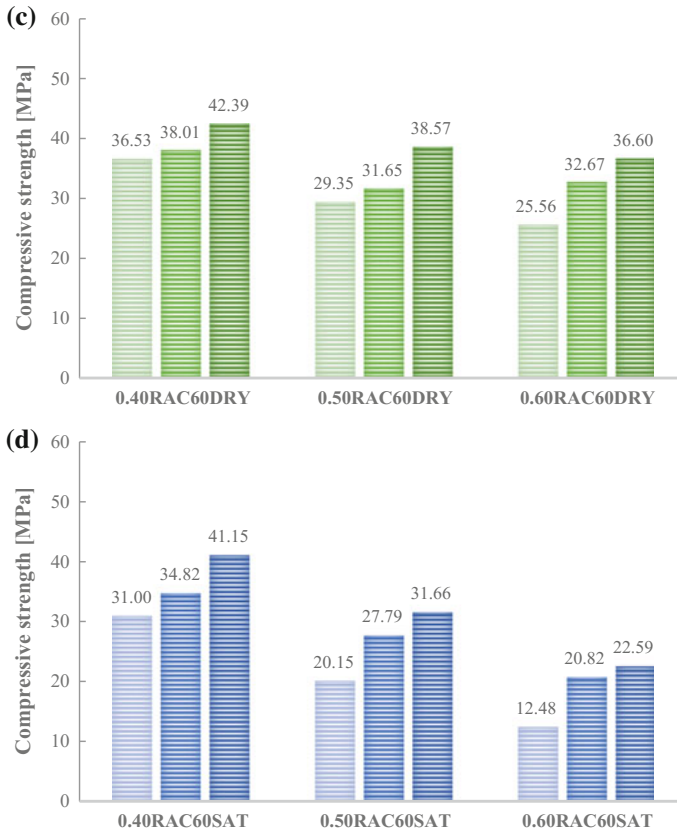 (c)
Compressive strength [MPa]
60
50
40
30
20
10
0
36.53 38.01 42.39
29.35 31.65 38.57
25.56 32.67 36.60
0.40RAC60DRY 0.50RAC60DRY 0.60RAC60DRY
(d)
Compressive strength [MPa]
60
50
40
30
20
10
0
31.00 34.82 41.15
20.15 27.79 31.66
12.48 20.82 22.59
0.40RAC60SAT 0.50RAC60SAT 0.60RAC60SAT